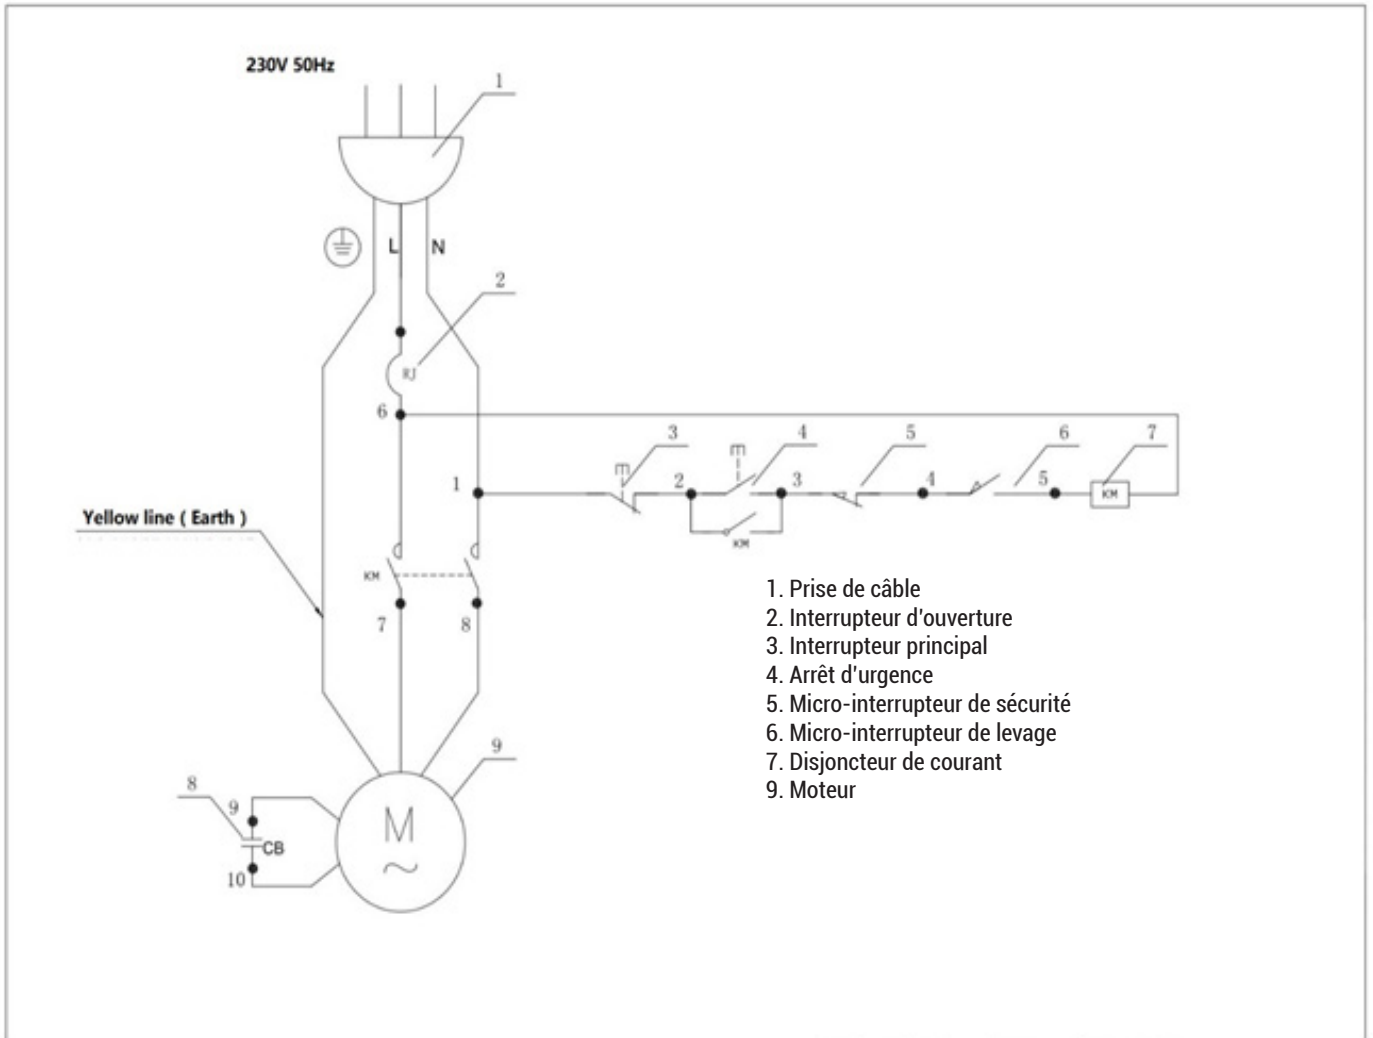 230V 50Hz
1
L N
2
RJ
6
3 4 5 6 7
1 2 3 4 5 KM
KM
Yellow line ( Earth )
KM
7 8
1. Prise de câble
2. Interrupteur d'ouverture
3. Interrupteur principal
4. Arrêt d'urgence
5. Micro-interrupteur de sécurité
6. Micro-interrupteur de levage
7. Disjoncteur de courant
9. Moteur
9
8
9
M
CB
10